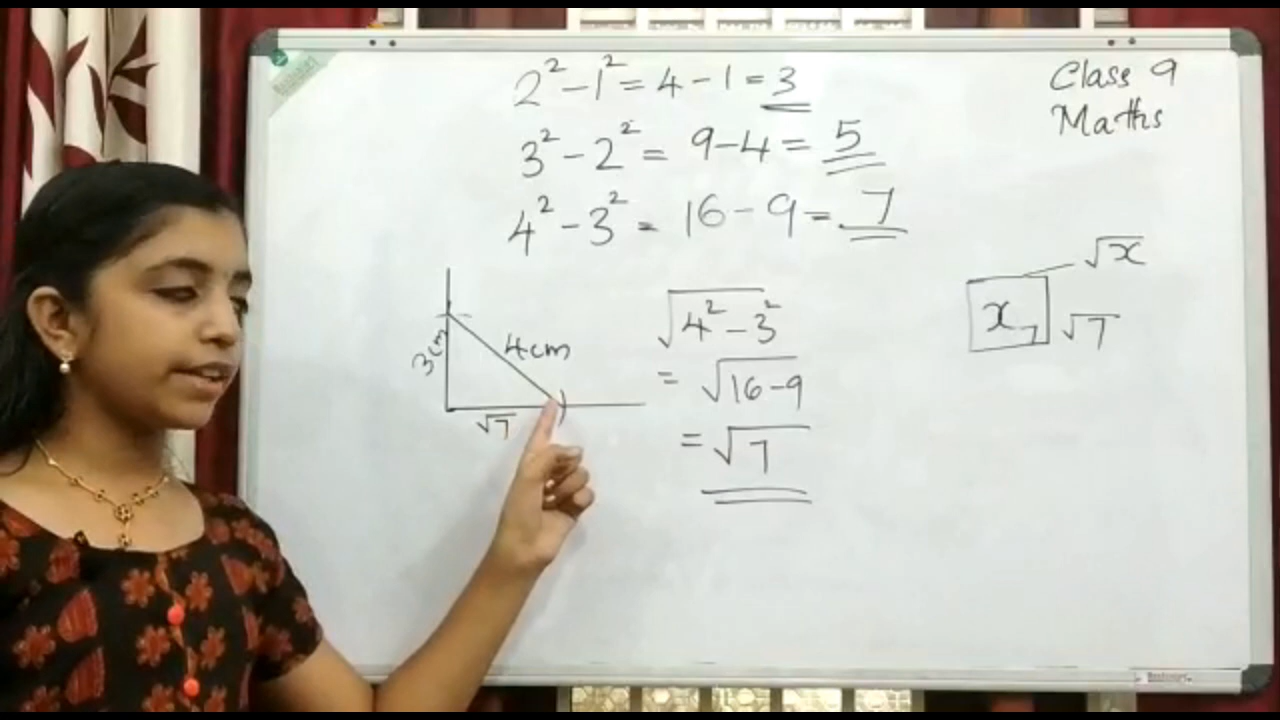 Class 9
Maths
2² - 1² = 4 - 1 = 3
3² - 2² = 9 - 4 = 5
4² - 3² = 16 - 9 = 7
3cm
4cm
√7
√4² - 3²
= √16 - 9
= √7
√x
x
7
√7